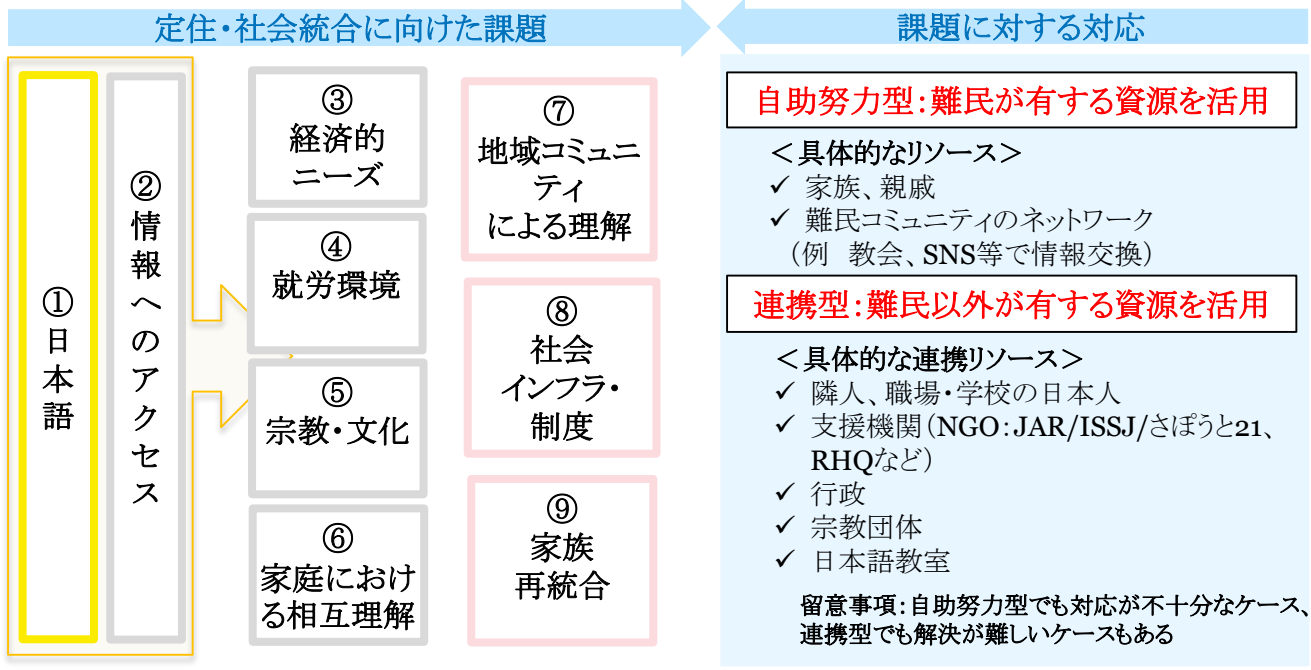 定住・社会統合に向けた課題
課題に対する対応
①日本語
②情報へのアクセス
③
経済的
ニーズ
④
就労環境
⑤
宗教・文化
⑥
家庭におけ
る相互理解
⑦
地域コミュニ
ティ
による理解
⑧
社会
インフラ・
制度
⑨
家族
再統合
自助努力型:難民が有する資源を活用
<具体的なリソース>
✓ 家族、親戚
✓ 難民コミュニティのネットワーク
(例 教会、SNS等で情報交換)
連携型:難民以外が有する資源を活用
<具体的な連携リソース>
✓ 隣人、職場・学校の日本人
✓ 支援機関(NGO:JAR/ISSJ/さぽうと21、
RHQなど)
✓ 行政
✓ 宗教団体
✓ 日本語教室
留意事項:自助努力型でも対応が不十分なケース、
連携型でも解決が難しいケースもある